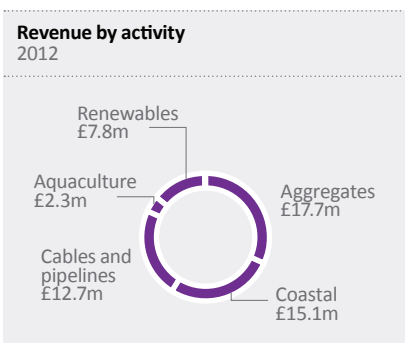 Revenue by activity
2012
Renewables
£7.8m
Aquaculture
£2.3m
Aggregates
£17.7m
Cables and
pipelines
£12.7m
Coastal
£15.1m